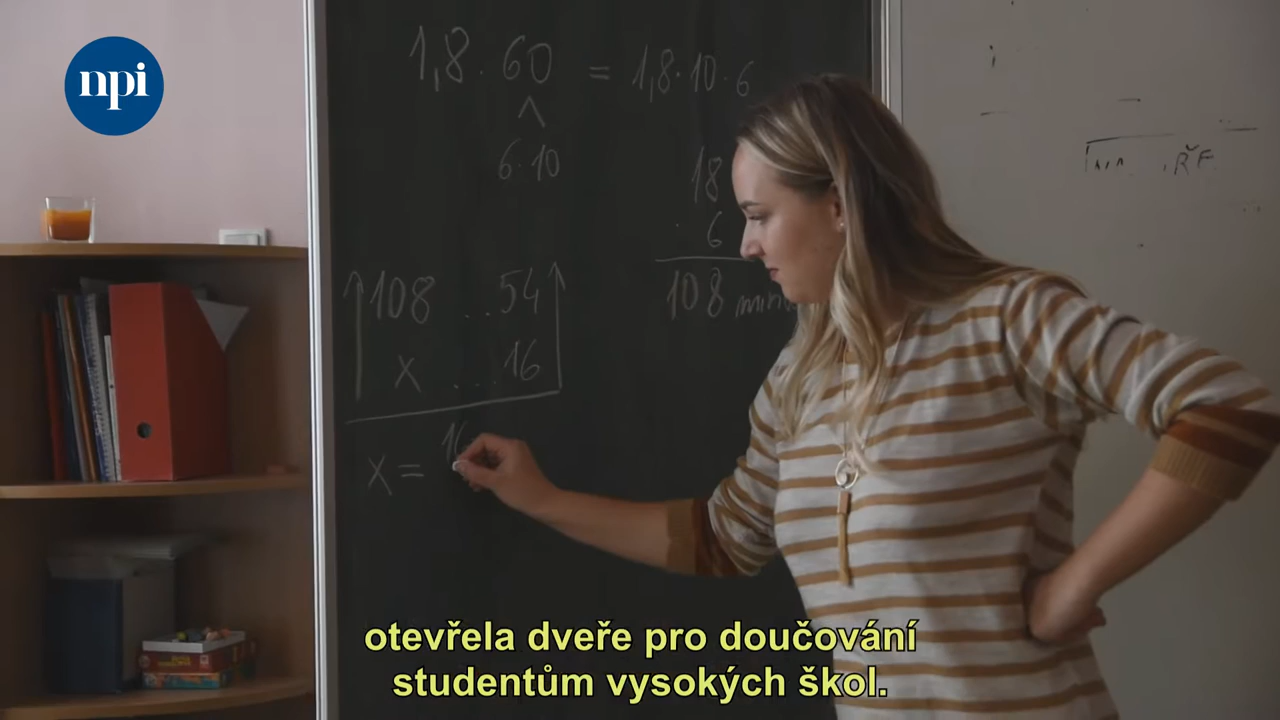 npi
1,8 · 60 = 1,8 · 10 · 6
6 · 10
18
· 6
108
108 ... 54
x ... 16
x =
otevřela dveře pro doučování
studentům vysokých škol.